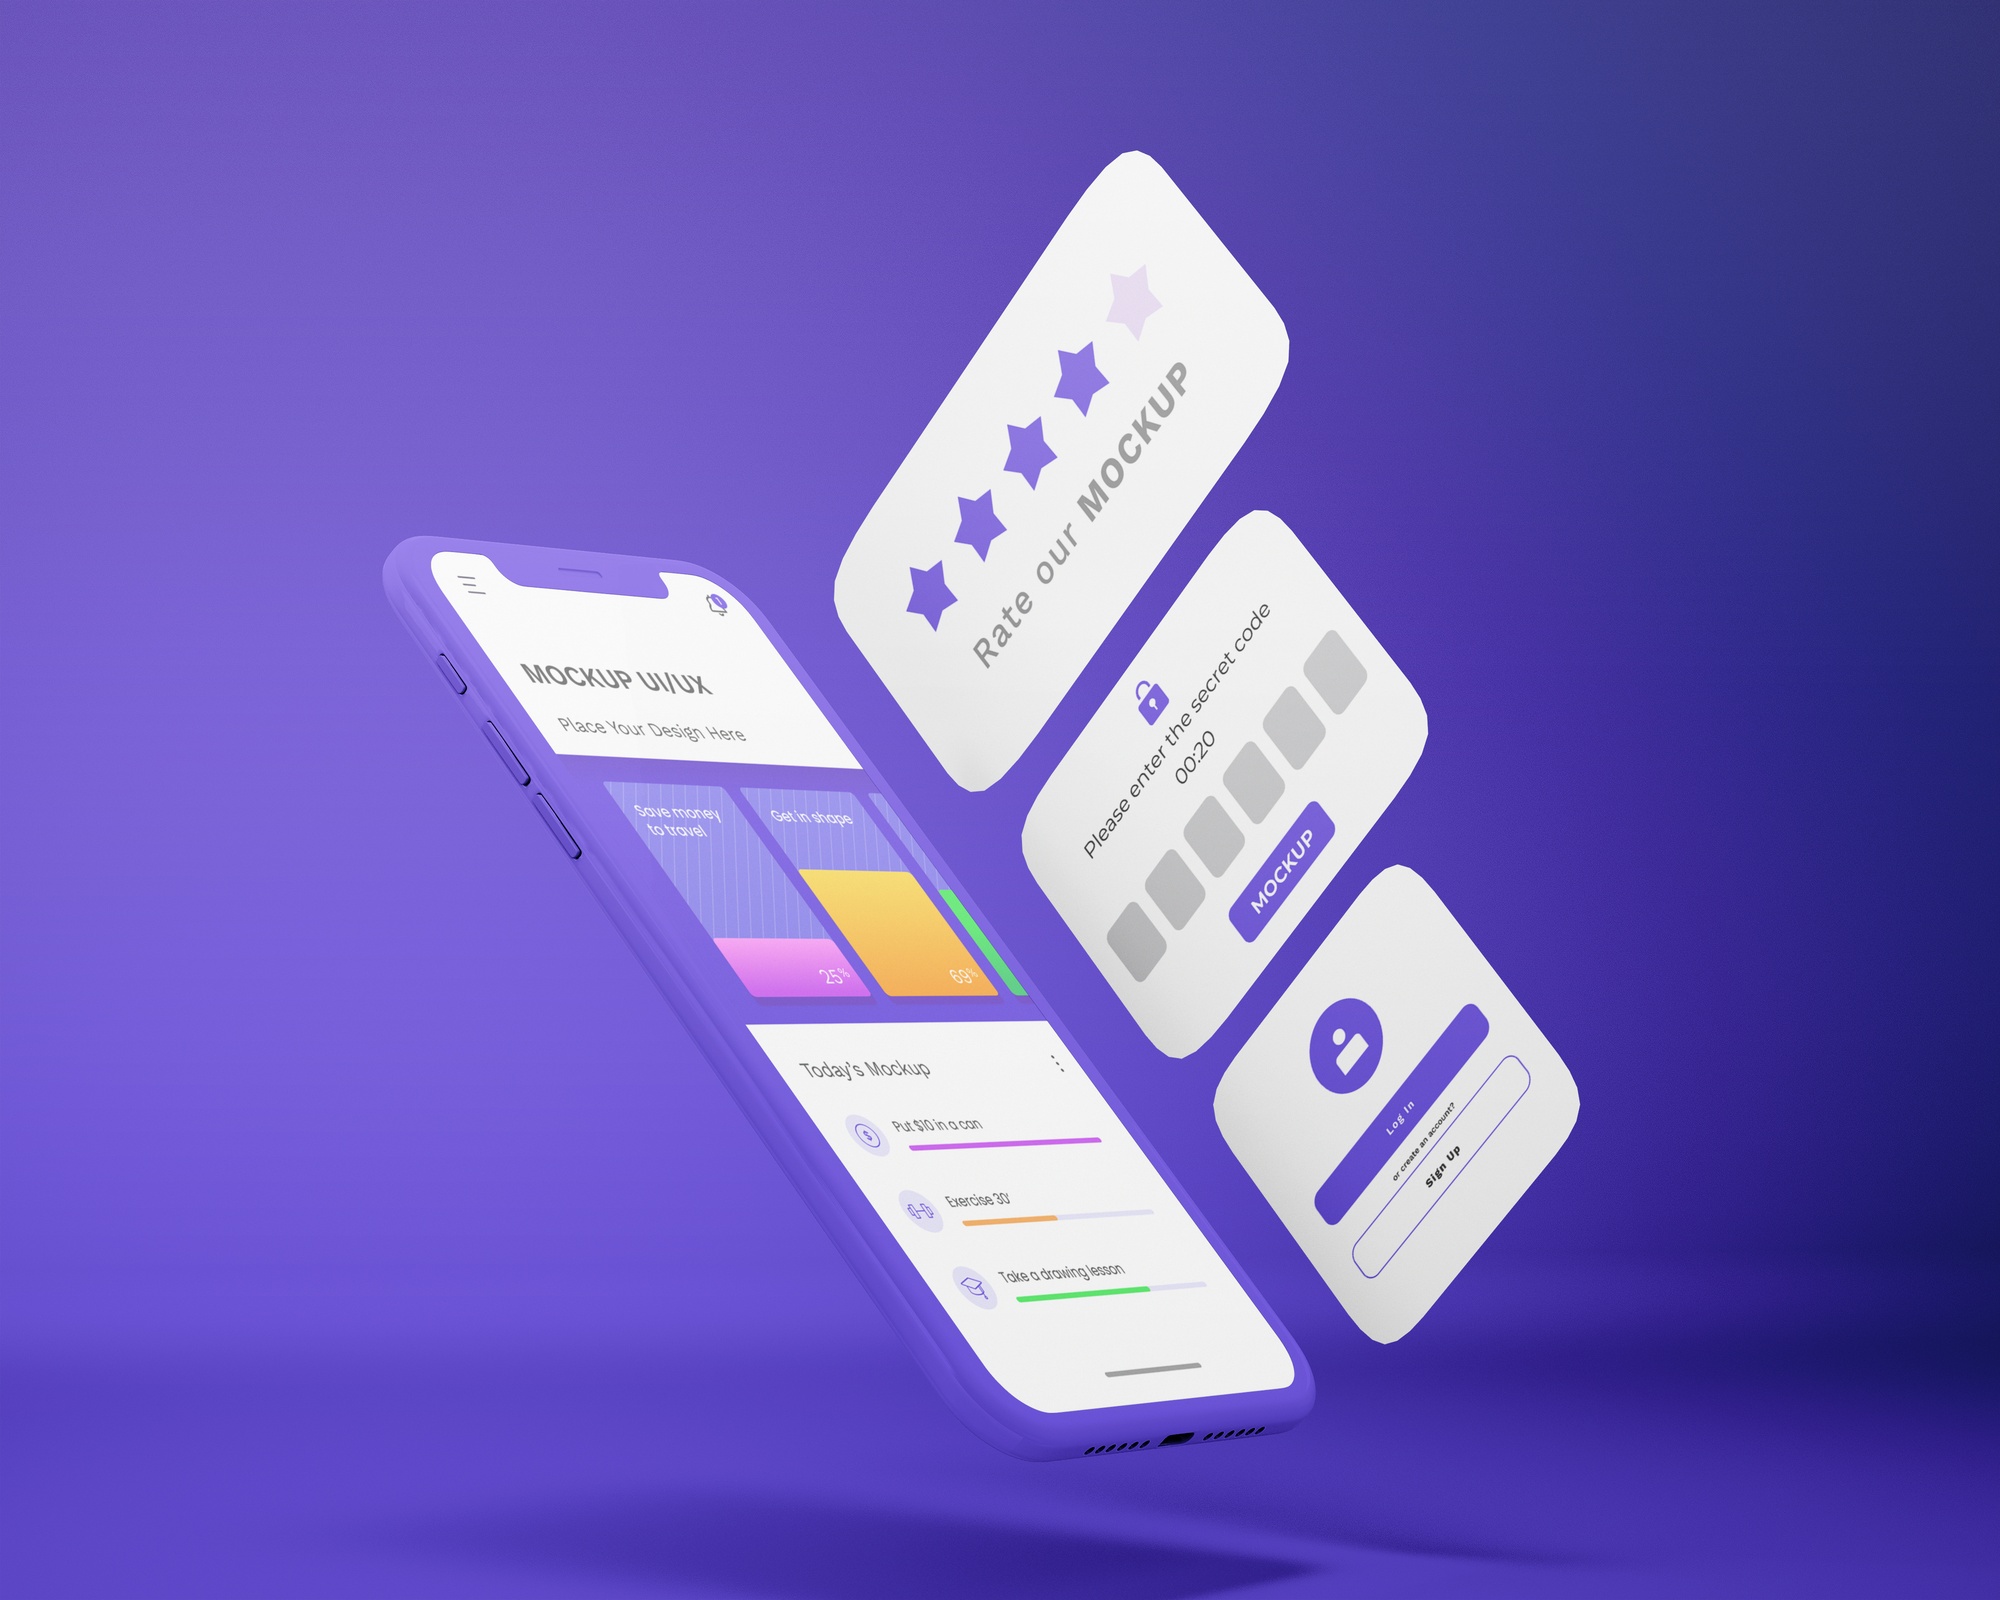 MOCKUP UI/UX
Place Your Design Here
Save money
to travel
25%
Get in shape
69%
Today's Mockup
Put $10 in a can
Exercise 30'
Take a drawing lesson
Rate our MOCKUP
Please enter the secret code
00:20
MOCKUP
Log In
or create an account?
Sign Up